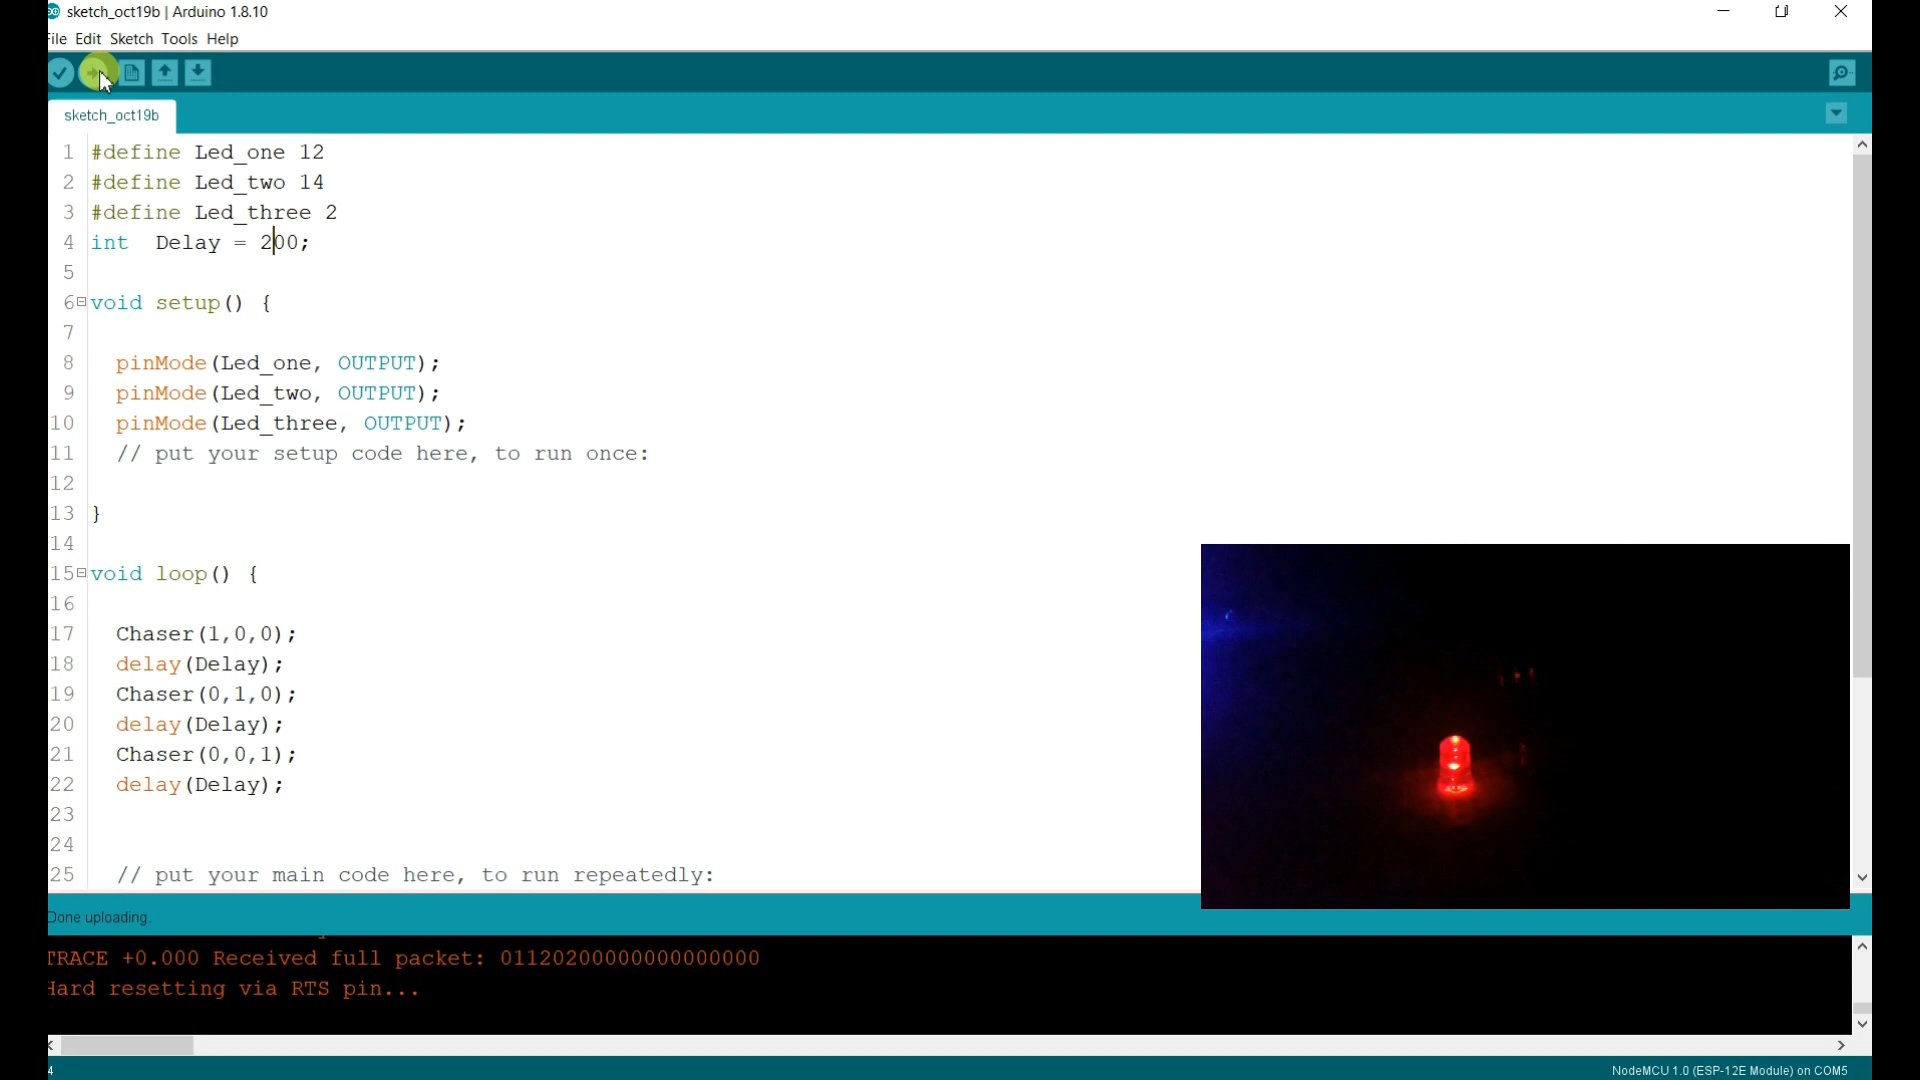 sketch_oct19b | Arduino 1.8.10
File Edit Sketch Tools Help
sketch_oct19b
1 #define Led_one 12
2 #define Led_two 14
3 #define Led_three 2
4 int  Delay = 200;
5
6 void setup() {
7
8 pinMode(Led_one, OUTPUT);
9 pinMode(Led_two, OUTPUT);
10 pinMode(Led_three, OUTPUT);
11 // put your setup code here, to run once:
12
13 }
14
15 void loop() {
16
17 Chaser(1,0,0);
18 delay(Delay);
19 Chaser(0,1,0);
20 delay(Delay);
21 Chaser(0,0,1);
22 delay(Delay);
23
24
25 // put your main code here, to run repeatedly:
Done uploading.
TRACE +0.000 Received full packet: 01120200000000000000
Hard resetting via RTS pin...
4
NodeMCU 1.0 (ESP-12E Module) on COM5